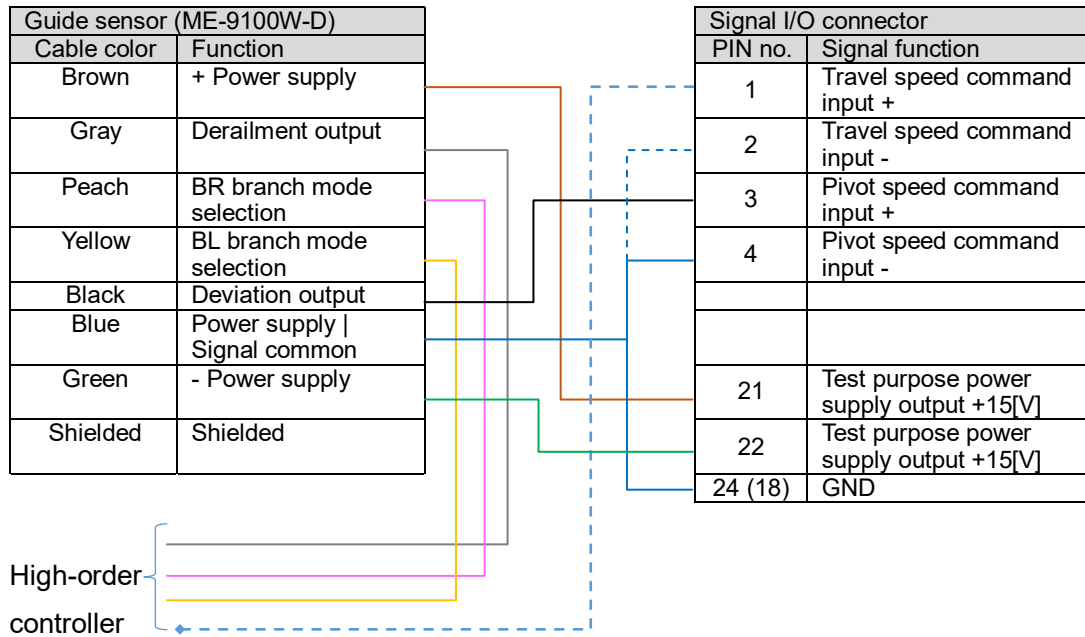 Guide sensor (ME-9100W-D)
Cable color Function
Brown + Power supply
Gray Derailment output
Peach BR branch mode
selection
Yellow BL branch mode
selection
Black Deviation output
Blue Power supply |
Signal common
Green - Power supply
Shielded Shielded
Signal I/O connector
PIN no. Signal function
1 Travel speed command
input +
2 Travel speed command
input -
3 Pivot speed command
input +
4 Pivot speed command
input -
21 Test purpose power
supply output +15[V]
22 Test purpose power
supply output +15[V]
24 (18) GND
High-order
controller